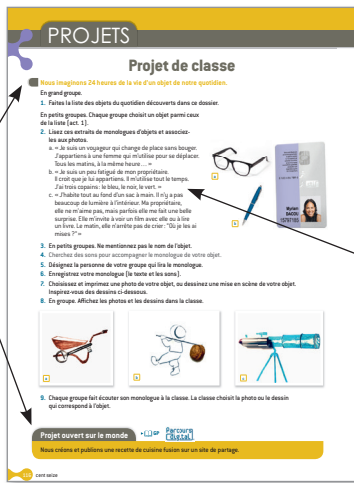 PROJETS
Projet de classe
Nous imaginons 24 heures de la vie d'un objet de notre quotidien.
En grand groupe.
1. Faites la liste des objets du quotidien découverts dans ce dossier.
En petits groupes. Chaque groupe choisit un objet parmi ceux
de la liste [act. 1].
2. Lisez ces extraits de monologues d'objets et associez-
les aux photos.
a. « Je suis un voyageur qui change de place sans bouger.
J'appartiens à une femme qui m'utilise pour se déplacer.
Tous les matins, à la même heure … »
b. « Je suis un peu fatigué de mon propriétaire.
Il croit que je lui appartiens. Il m'utilise tout le temps.
J'ai trois copains : le bleu, le noir, le vert. »
c. « J'habite tout au fond d'un sac à main. Il n'y a pas
beaucoup de lumière à l'intérieur. Ma propriétaire,
elle ne m'aime pas, mais parfois elle me fait une belle
surprise. Elle m'invite à voir un film avec elle ou à lire
un livre. Le matin, elle n'arrête pas de crier : "Où je les ai
mises ?" »
a
b
Myriam
DACOU
3. En petits groupes. Ne mentionnez pas le nom de l'objet.
4. Cherchez des sons pour accompagner le monologue de votre objet.
5. Désignez la personne de votre groupe qui lira le monologue.
6. Enregistrez votre monologue [le texte et les sons].
7. Choisissez et imprimez une photo de votre objet, ou dessinez une mise en scène de votre objet.
Inspirez-vous des dessins ci-dessous.
8. En groupe. Affichez les photos et les dessins dans la classe.
a
b
c
9. Chaque groupe fait écouter son monologue à la classe. La classe choisit la photo ou le dessin
qui correspond à l'objet.
Projet ouvert sur le monde
GP
Parcours
digital
Nous créons et publions une recette de cuisine fusion sur un site de partage.
cent seize